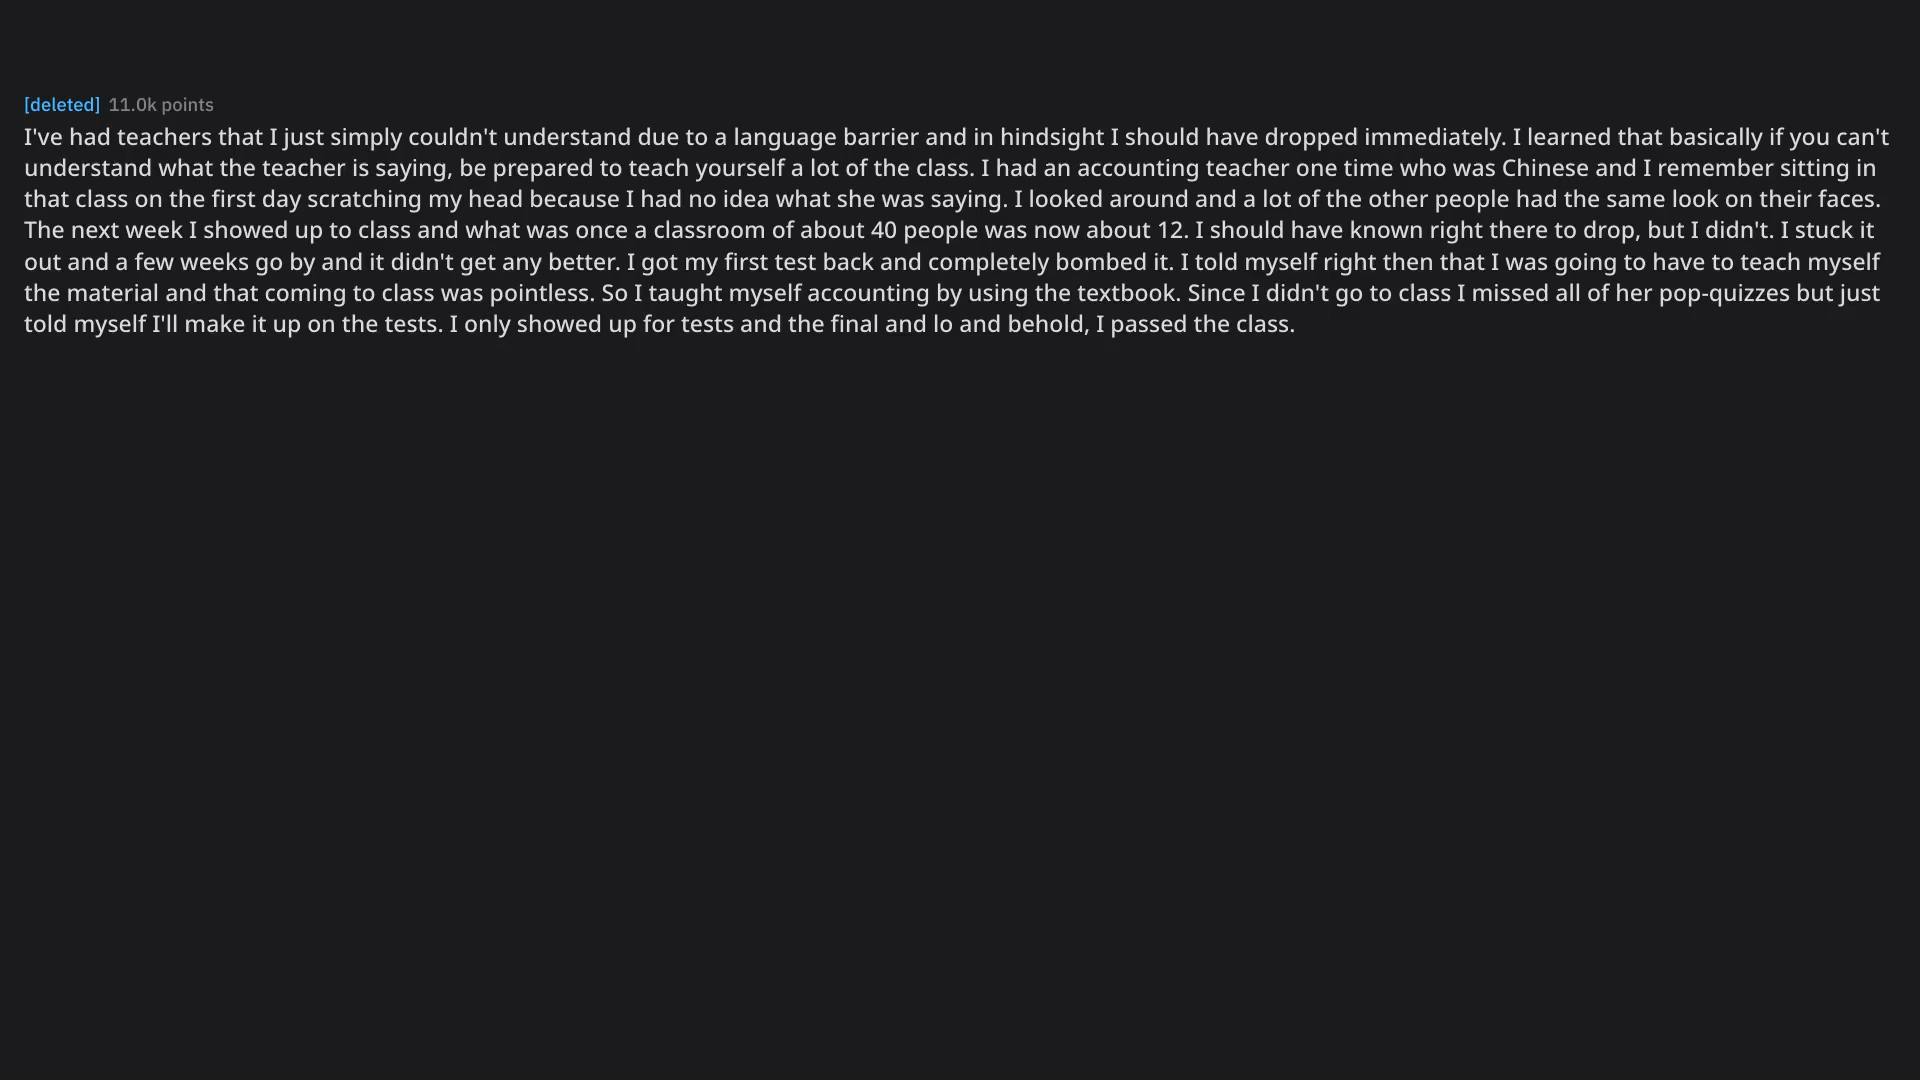 [deleted] 11.0k points
I've had teachers that I just simply couldn't understand due to a language barrier and in hindsight I should have dropped immediately. I learned that basically if you can't
understand what the teacher is saying, be prepared to teach yourself a lot of the class. I had an accounting teacher one time who was Chinese and I remember sitting in
that class on the first day scratching my head because I had no idea what she was saying. I looked around and a lot of the other people had the same look on their faces.
The next week I showed up to class and what was once a classroom of about 40 people was now about 12. I should have known right there to drop, but I didn't. I stuck it
out and a few weeks go by and it didn't get any better. I got my first test back and completely bombed it. I told myself right then that I was going to have to teach myself
the material and that coming to class was pointless. So I taught myself accounting by using the textbook. Since I didn't go to class I missed all of her pop-quizzes but just
told myself I'll make it up on the tests. I only showed up for tests and the final and lo and behold, I passed the class.